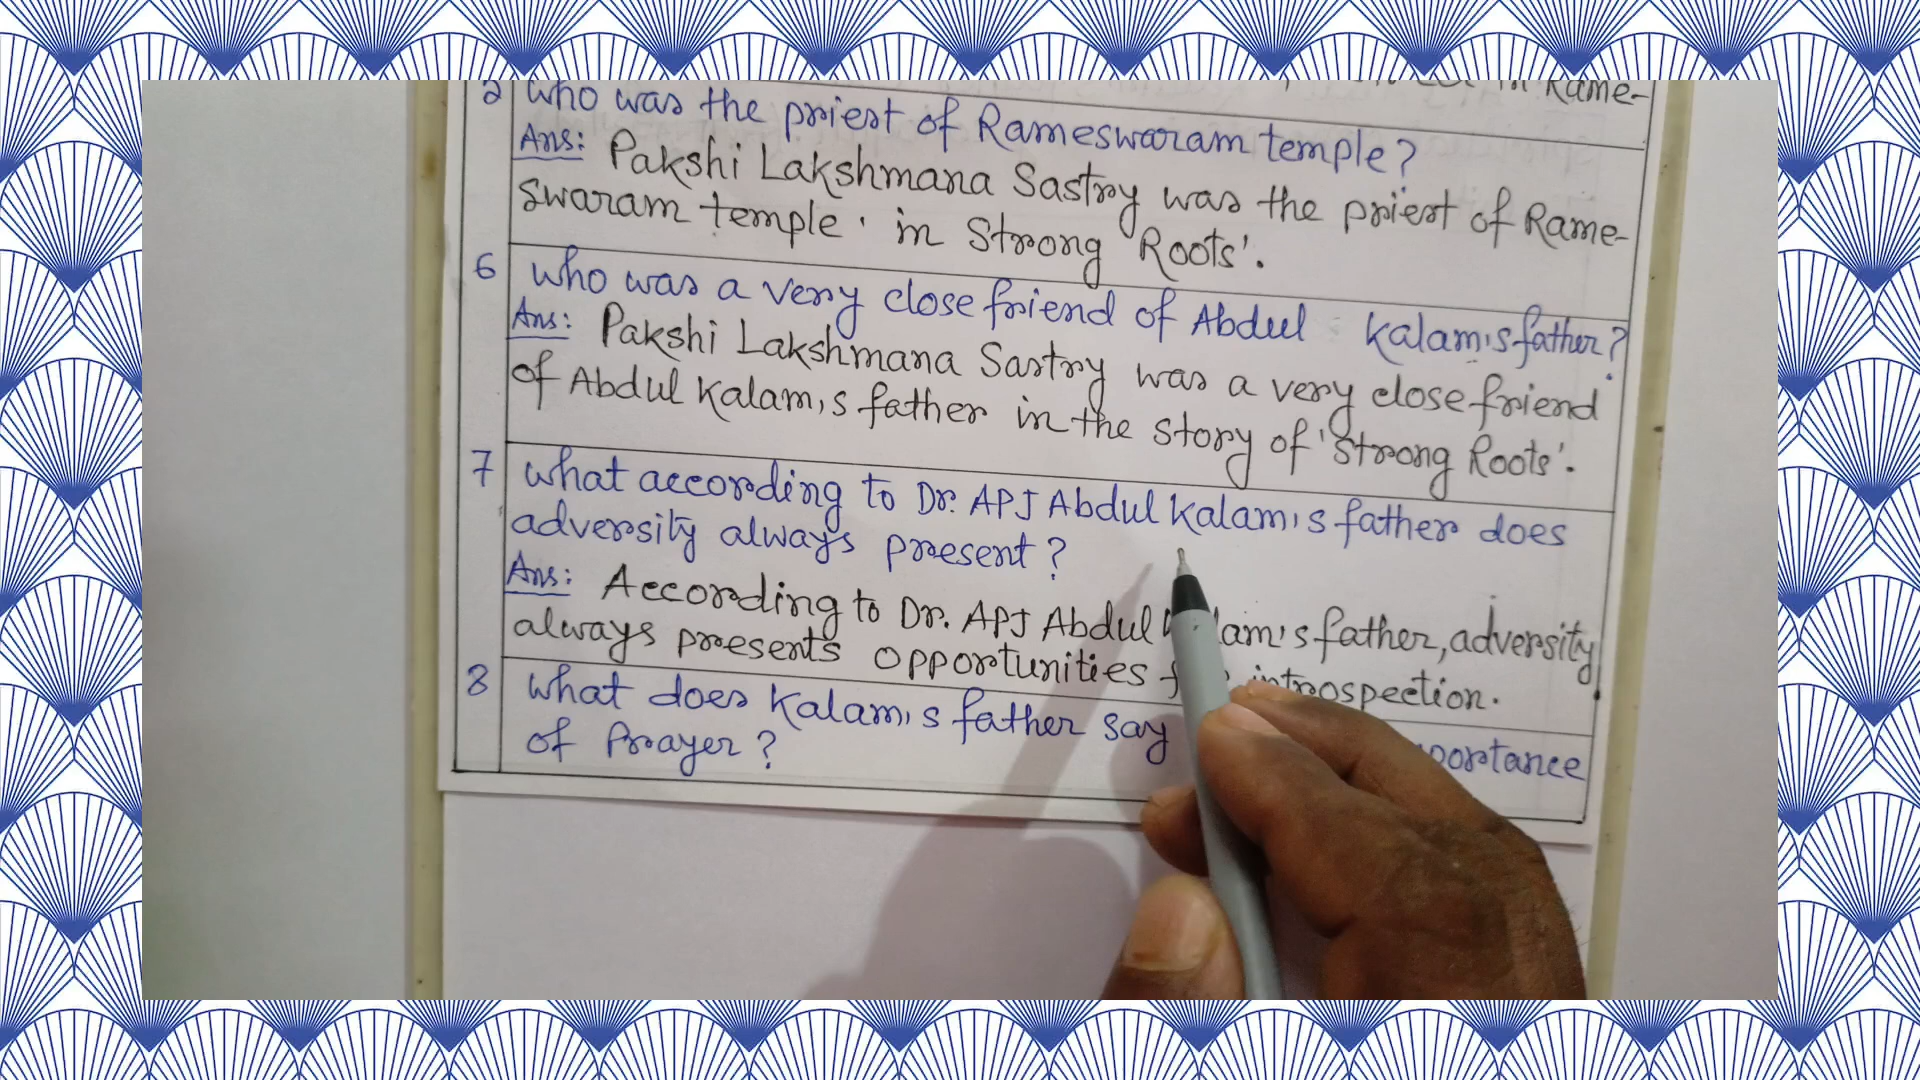 in Rame-
who was the priest of Rameswaram temple?
Ans: Pakshi Lakshmana Sastry was the priest of Rame-
swaram temple. in Strong Roots'.
6 who was a very close friend of Abdul Kalam's father?
Ans: Pakshi Lakshmana Sastry was a very close friend
of Abdul Kalam's father in the story of 'Strong Roots'.
7 what according to Dr. APJ Abdul Kalam's father does
adversity always present?
Ans: According to Dr. APJ Abdul lam's father, adversity
always presents opportunities introspection.
8 what does Kalam's father say portance
of Prayer?